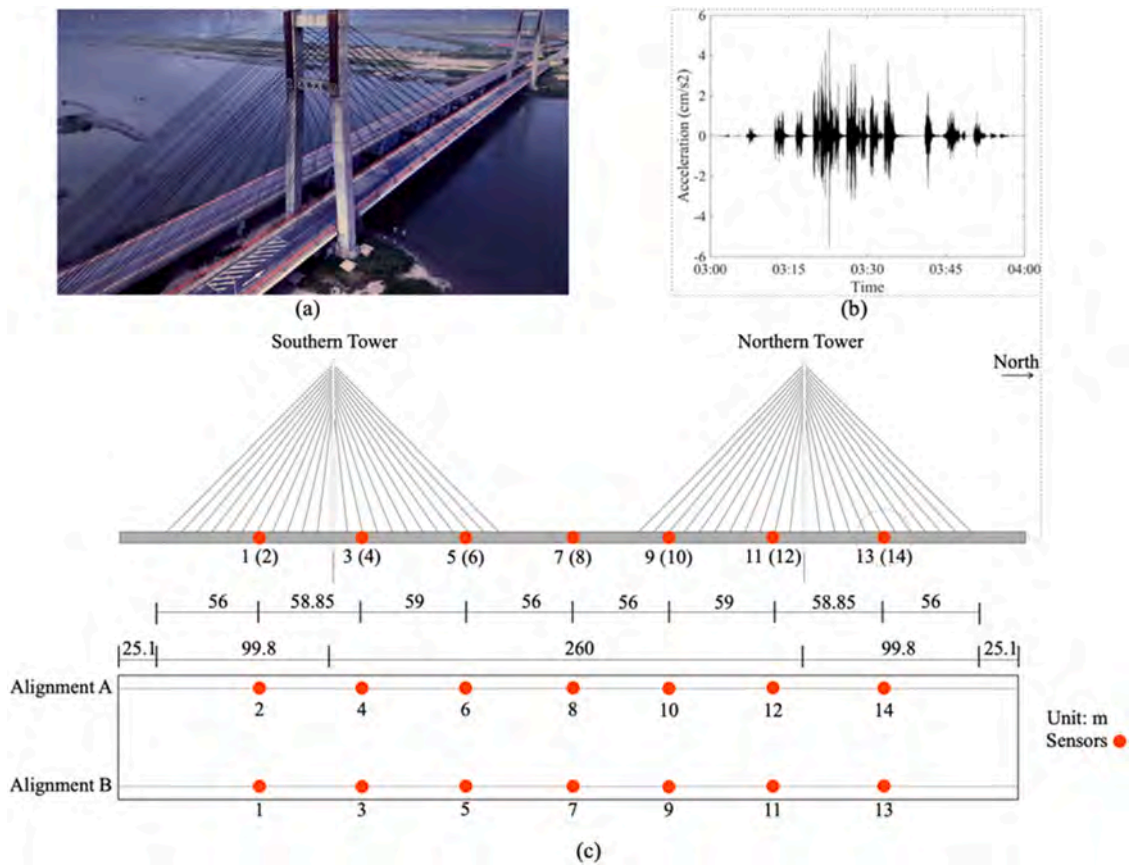 6
4
2
0
-2
-4
-6
Acceleration (cm/s2)
03:00 03:15 03:30 03:45 04:00
Time
(a) (b)
Southern Tower Northern Tower
North
1 (2) 3 (4) 5 (6) 7 (8) 9 (10) 11 (12) 13 (14)
56 58.85 59 56 56 59 58.85 56
25.1 99.8 260 99.8 25.1
Alignment A
2 4 6 8 10 12 14
Unit: m
Sensors
Alignment B
1 3 5 7 9 11 13
(c)